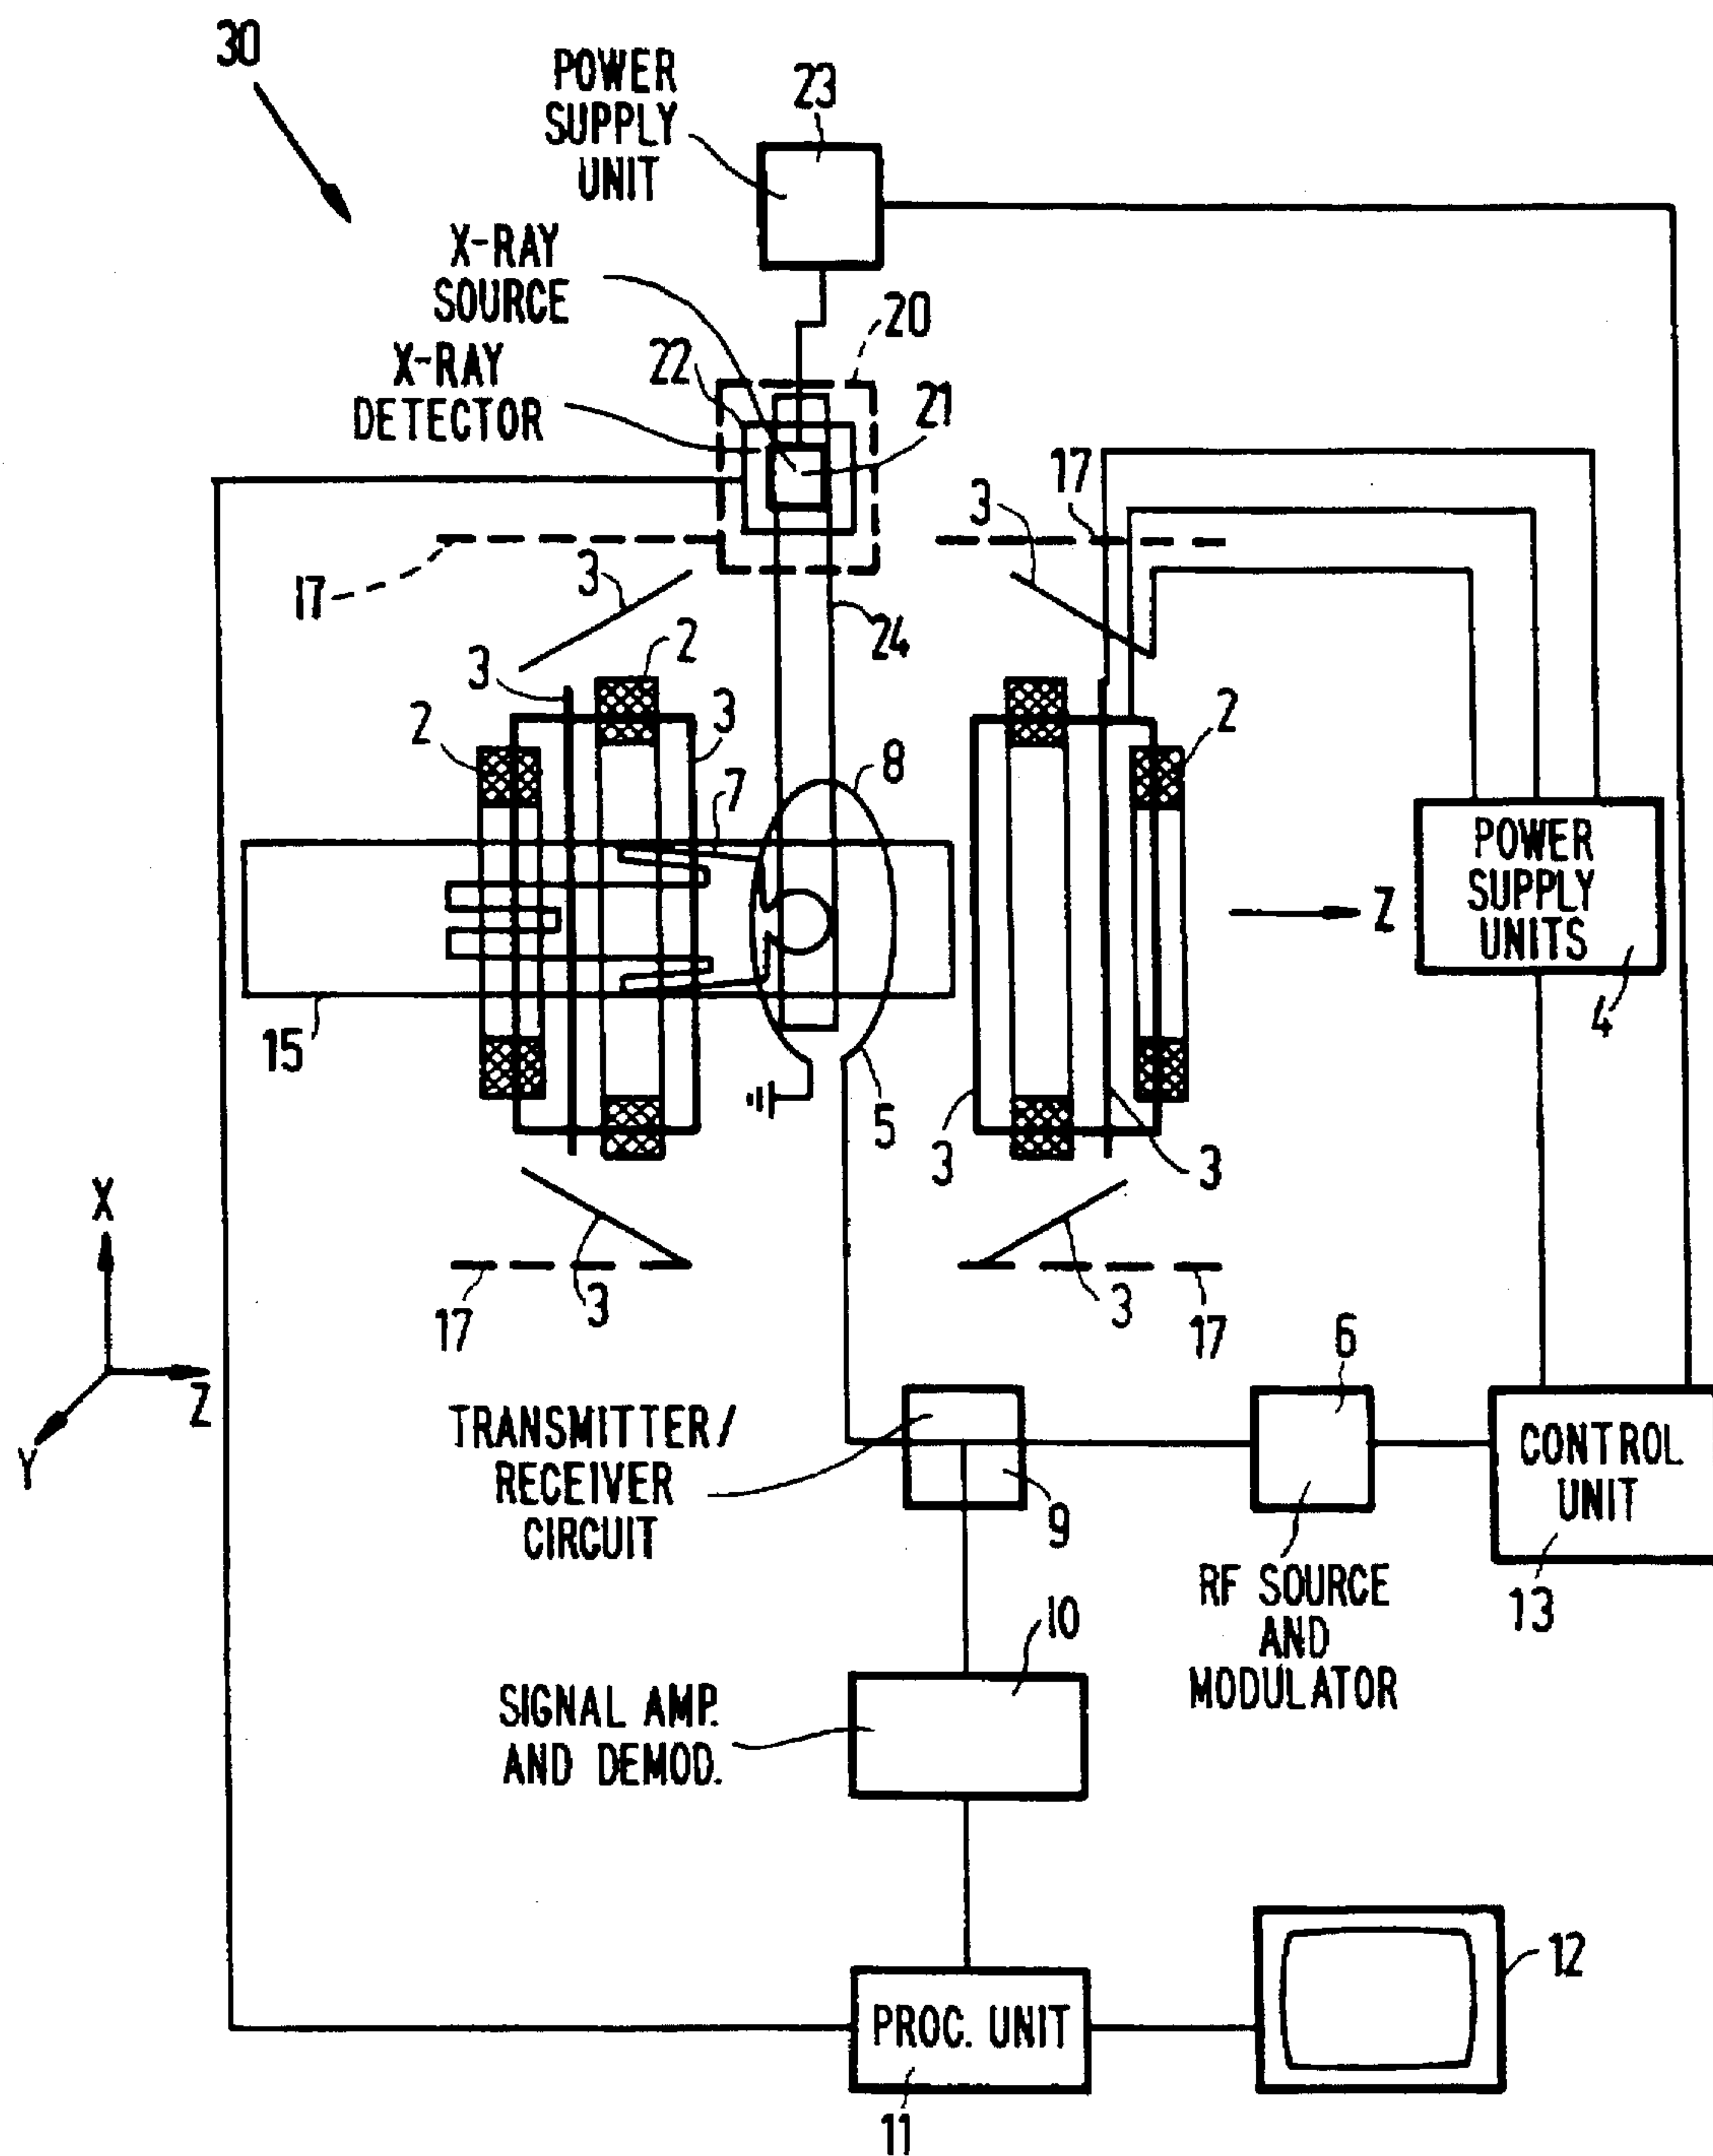 30
POWER
SUPPLY
UNIT
23
X-RAY
SOURCE
20
X-RAY
DETECTOR
22
21
17
3
17
3
24
2
3
3
2
2
8
7
POWER
SUPPLY
UNITS
Z
4
15
5
3
3
X
Z
Y
3
17
3
17
6
TRANSMITTER/
RECEIVER
CIRCUIT
9
CONTROL
UNIT
13
RF SOURCE
AND
MODULATOR
10
SIGNAL AMP.
AND DEMOD.
12
PROC. UNIT
11